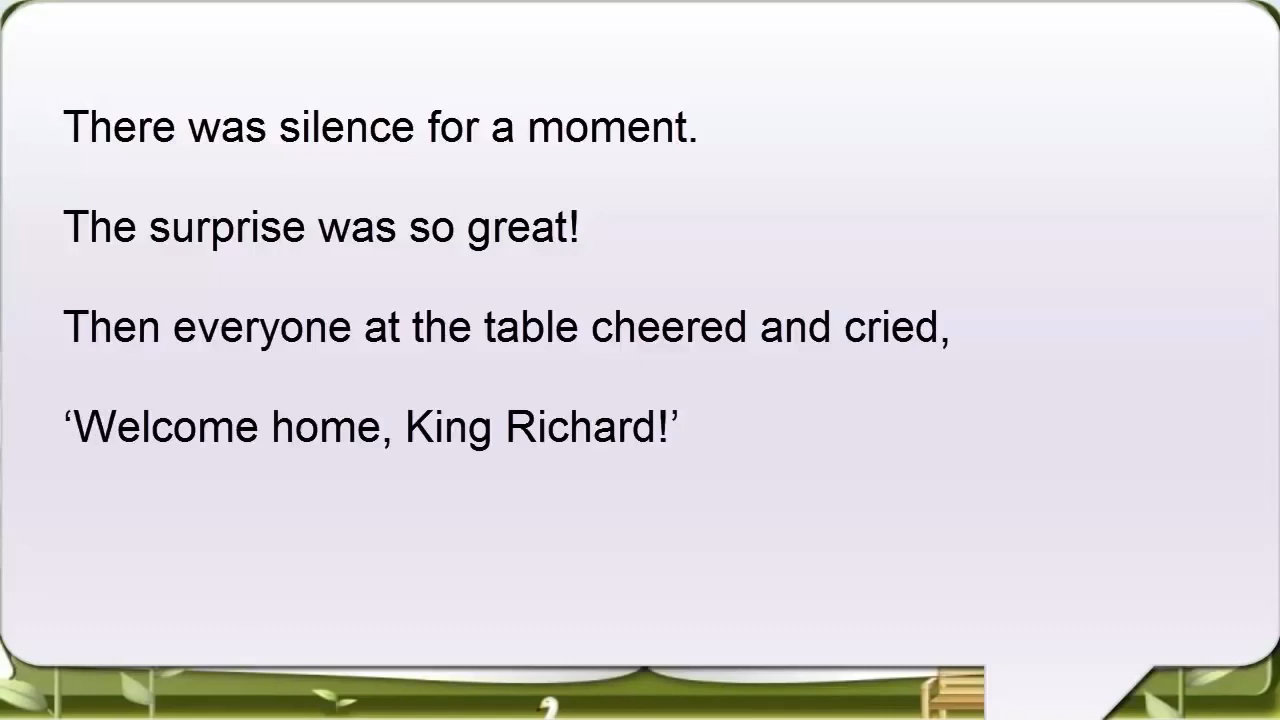 There was silence for a moment.
The surprise was so great!
Then everyone at the table cheered and cried,
‘Welcome home, King Richard!’